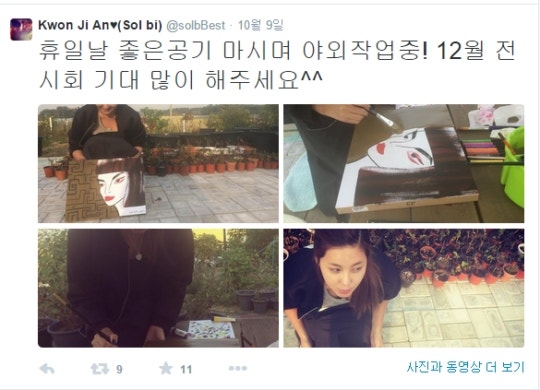 Kwon Ji An♥(Sol bi) @solbBest · 10월 9일
휴일날 좋은공기 마시며 야외작업중! 12월 전
시회 기대 많이 해주세요^^
9 11 사진과 동영상 더 보기